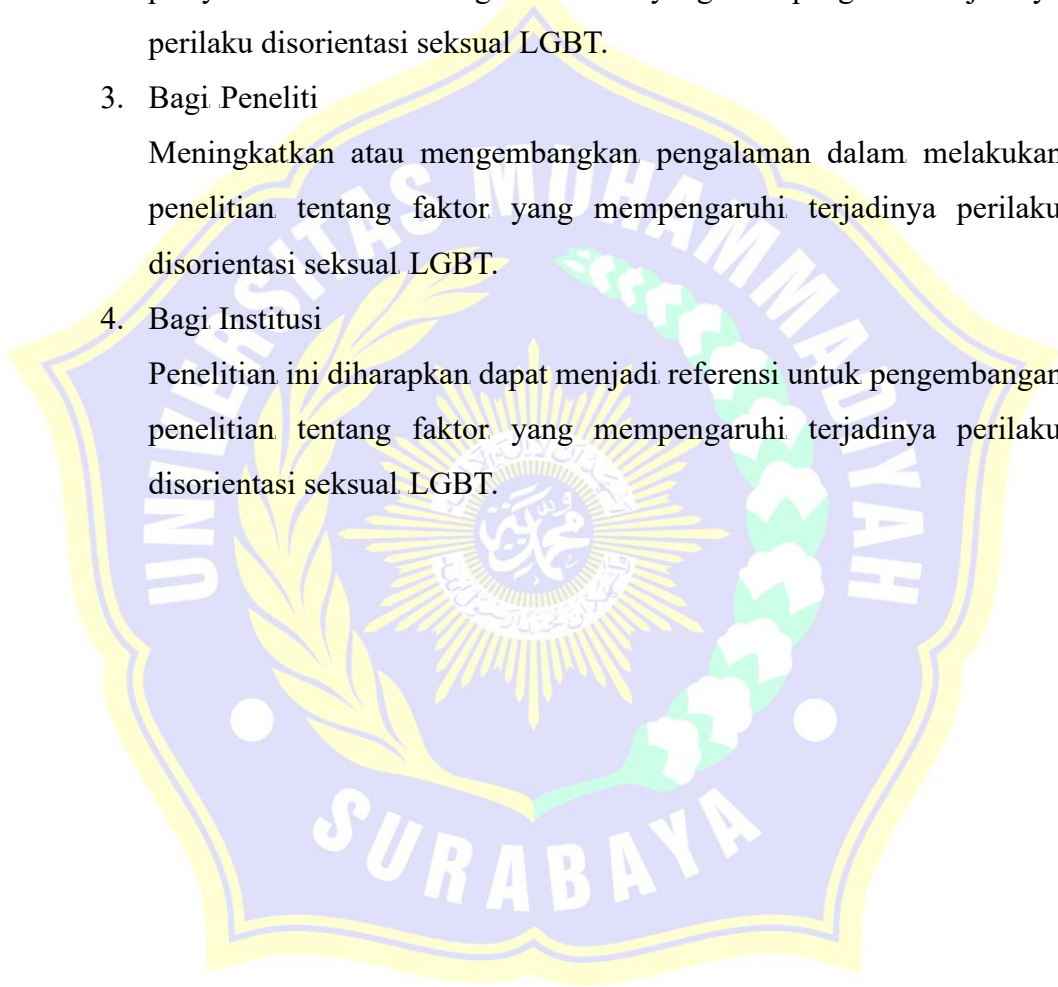 perilaku disorientasi seksual LGBT.
3. Bagi Peneliti
Meningkatkan atau mengembangkan pengalaman dalam melakukan
penelitian tentang faktor yang mempengaruhi terjadinya perilaku
disorientasi seksual LGBT.
4. Bagi Institusi
Penelitian ini diharapkan dapat menjadi referensi untuk pengembangan
penelitian tentang faktor yang mempengaruhi terjadinya perilaku
disorientasi seksual LGBT.
UNIVERSITAS MUHAMMADIYAH
SURABAYA